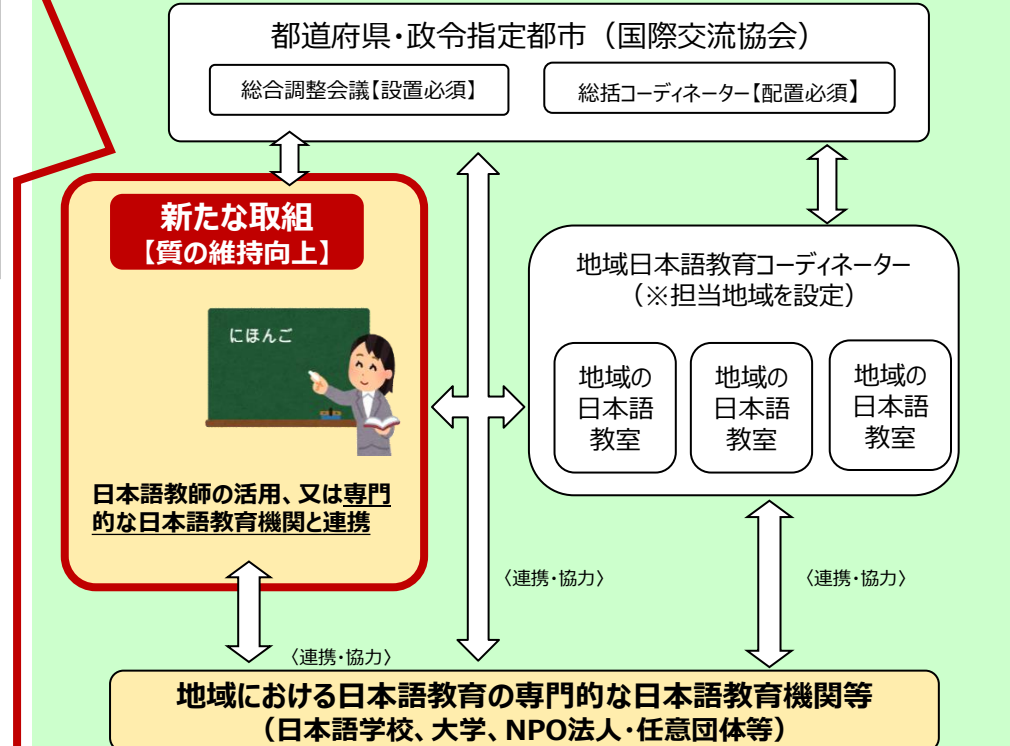 都道府県・政令指定都市（国際交流協会）
総合調整会議【設置必須】
総括コーディネーター【配置必須】
新たな取組
【質の維持向上】
にほんご
日本語教師の活用、又は専門
的な日本語教育機関と連携
地域日本語教育コーディネーター
（※担当地域を設定）
地域の
日本語
教室
地域の
日本語
教室
地域の
日本語
教室
〈連携・協力〉
〈連携・協力〉
〈連携・協力〉
地域における日本語教育の専門的な日本語教育機関等
（日本語学校、大学、NPO法人・任意団体等）